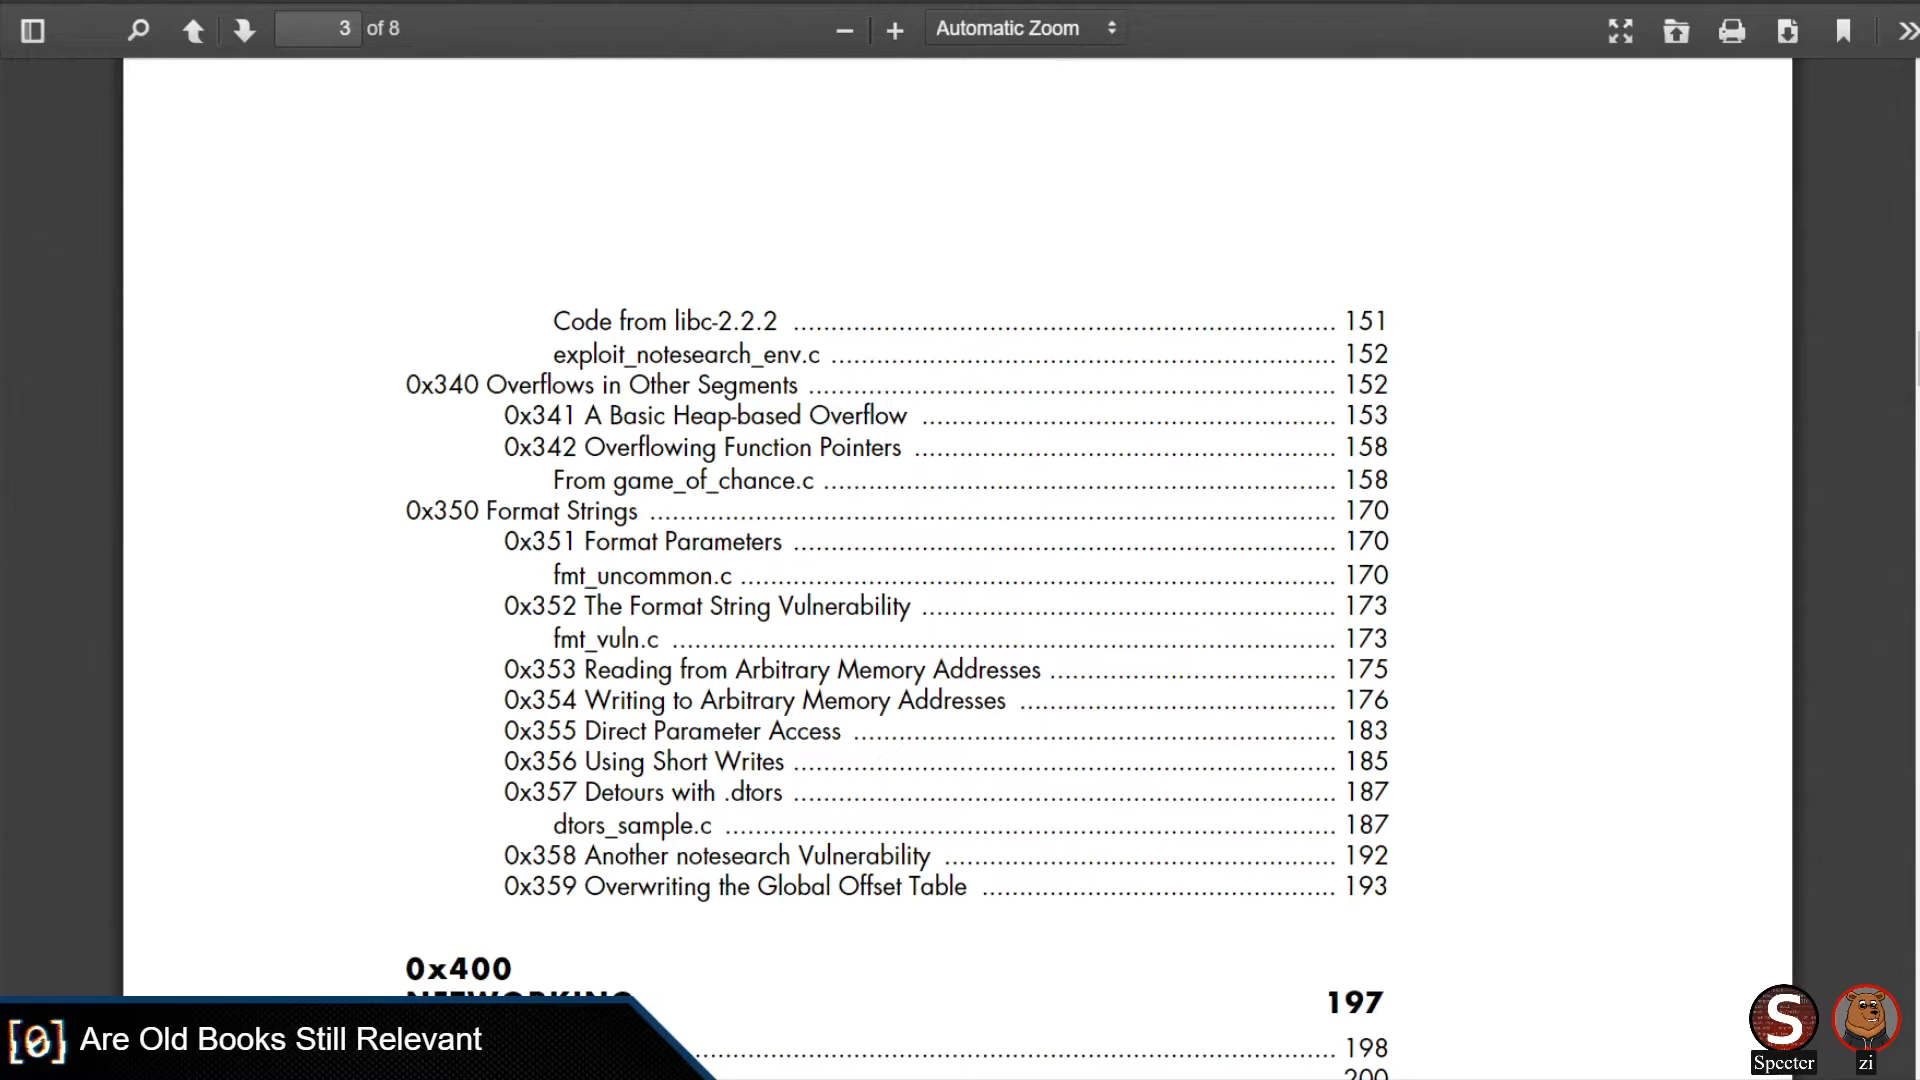 3 of 8
Automatic Zoom
Code from libc-2.2.2 ........ 151
exploit_notesearch_env.c ........ 152
0x340 Overflows in Other Segments ........ 152
0x341 A Basic Heap-based Overflow ........ 153
0x342 Overflowing Function Pointers ........ 158
From game_of_chance.c ........ 158
0x350 Format Strings ........ 170
0x351 Format Parameters ........ 170
fmt_uncommon.c ........ 170
0x352 The Format String Vulnerability ........ 173
fmt_vuln.c ........ 173
0x353 Reading from Arbitrary Memory Addresses ........ 175
0x354 Writing to Arbitrary Memory Addresses ........ 176
0x355 Direct Parameter Access ........ 183
0x356 Using Short Writes ........ 185
0x357 Detours with .dtors ........ 187
dtors_sample.c ........ 187
0x358 Another notesearch Vulnerability ........ 192
0x359 Overwriting the Global Offset Table ........ 193
0x400
NETWORKING 197
........ 198
200
[0] Are Old Books Still Relevant
S
Specter
zi